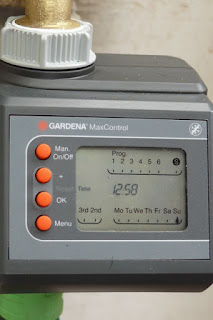 GARDENA MaxControl
Man.
On/Off
+
OK
Menu
Prog.
1 2 3 4 5 6
Time
12:58
3rd 2nd
Mo Tu We Th Fr Sa Su